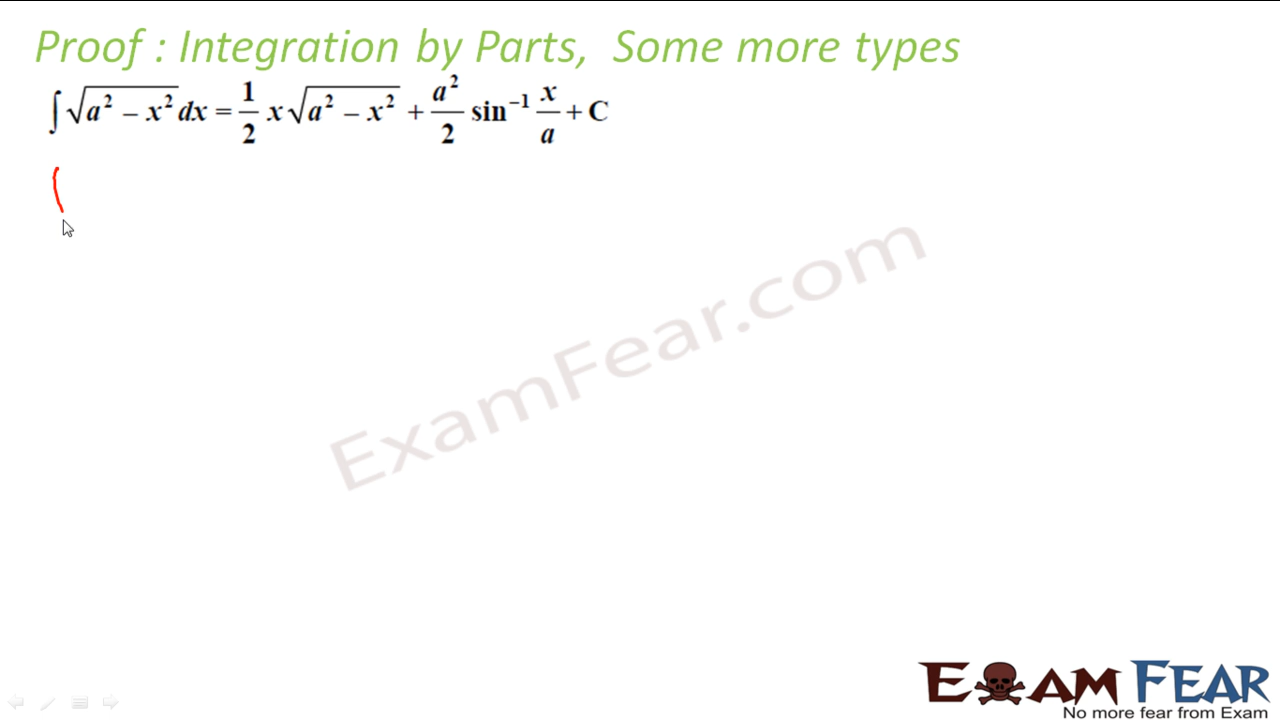 Proof : Integration by Parts, Some more types
∫√(a² – x²) dx = 1/2 x√(a² – x²) + a²/2 sin⁻¹ x/a + C
ExamFear.com
EXAM FEAR
No more fear from Exam